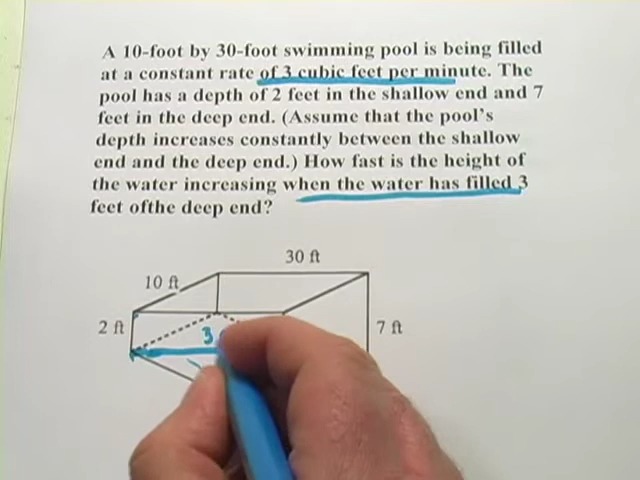 A 10-foot by 30-foot swimming pool is being filled
at a constant rate of 3 cubic feet per minute. The
pool has a depth of 2 feet in the shallow end and 7
feet in the deep end. (Assume that the pool's
depth increases constantly between the shallow
end and the deep end.) How fast is the height of
the water increasing when the water has filled 3
feet ofthe deep end?
30 ft
10 ft
2 ft
3
7 ft